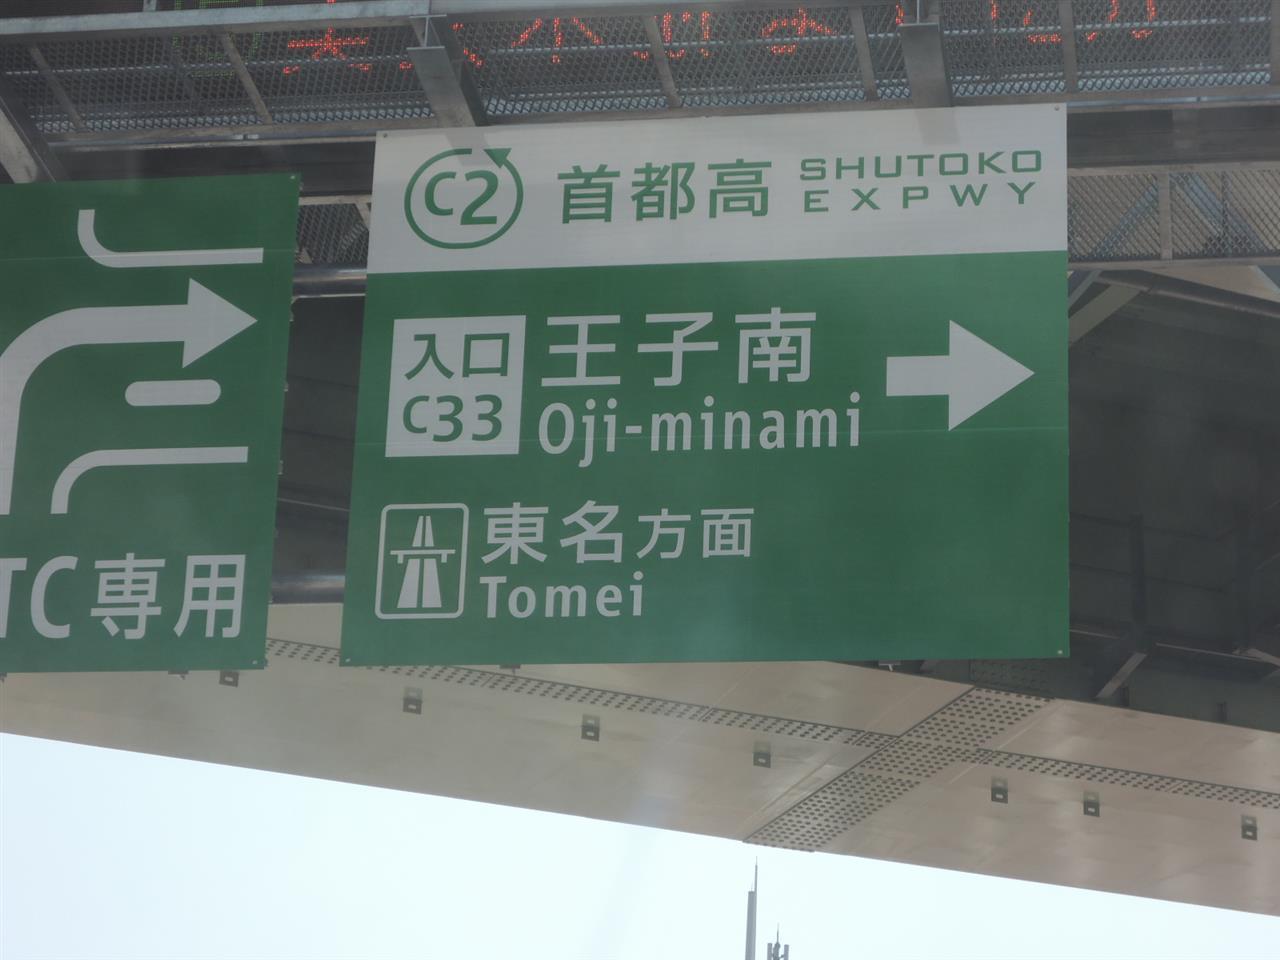 C2 首都高 SHUTOKO
EXPWY
入口 王子南
C33 Oji-minami
東名方面
Tomei
TC専用